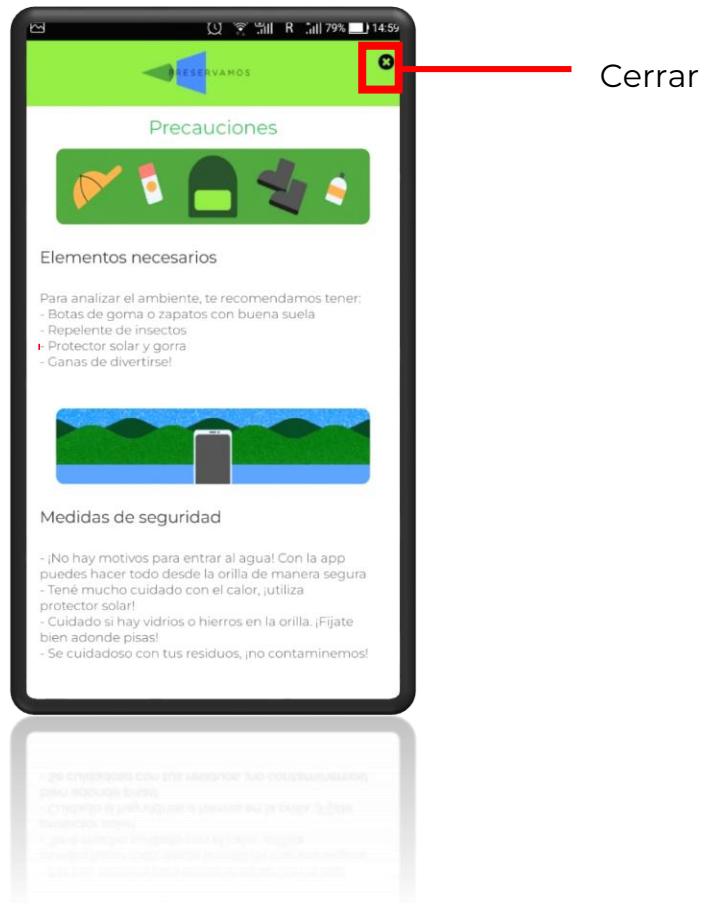 R 79% 14:59
PRESERVAMOS
Cerrar
Precauciones
Elementos necesarios
Para analizar el ambiente, te recomendamos tener:
- Botas de goma o zapatos con buena suela
- Repelente de insectos
- Protector solar y gorra
- Ganas de divertirse!
Medidas de seguridad
- ¡No hay motivos para entrar al agua! Con la app
puedes hacer todo desde la orilla de manera segura
- Tené mucho cuidado con el calor, ¡utiliza
protector solar!
- Cuidado si hay vidrios o hierros en la orilla. ¡Fijate
bien adonde pisas!
- Se cuidadoso con tus residuos, ¡no contaminemos!